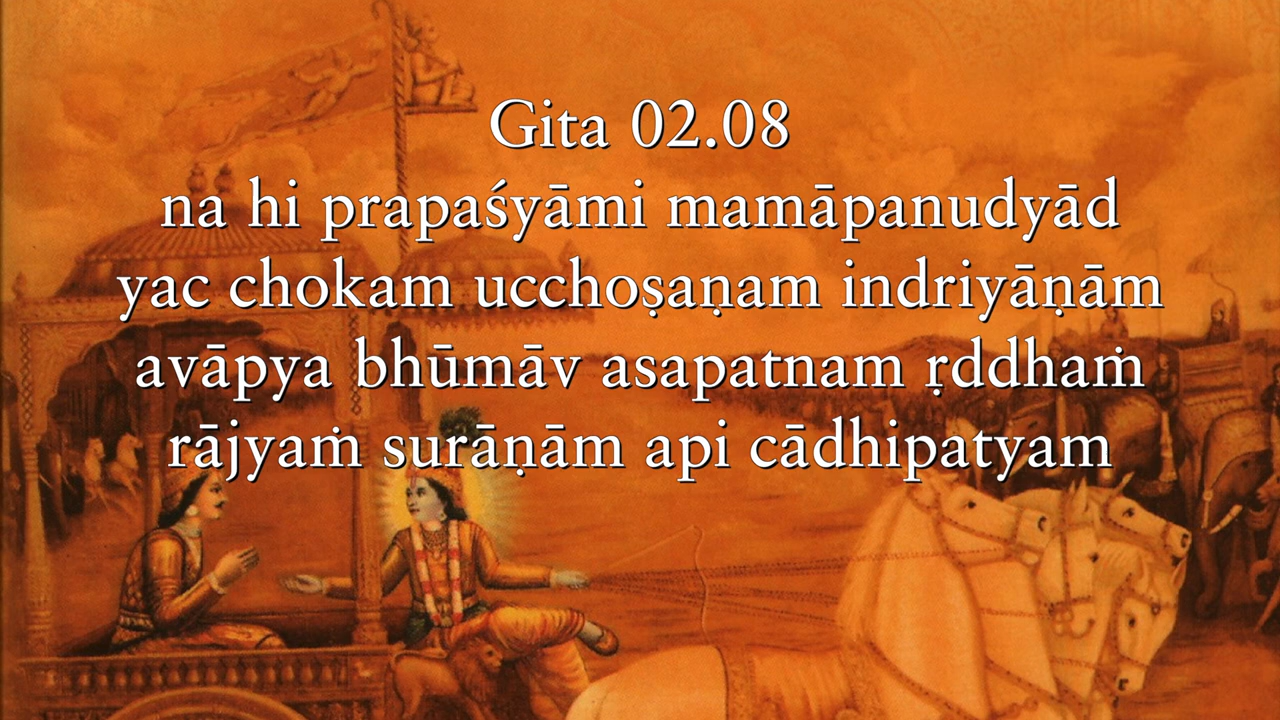 Gita 02.08
na hi prapaśyāmi mamāpanudyād
yac chokam ucchoṣaṇam indriyāṇām
avāpya bhūmāv asapatnam ṛddhaṁ
rājyaṁ surāṇām api cādhipatyam